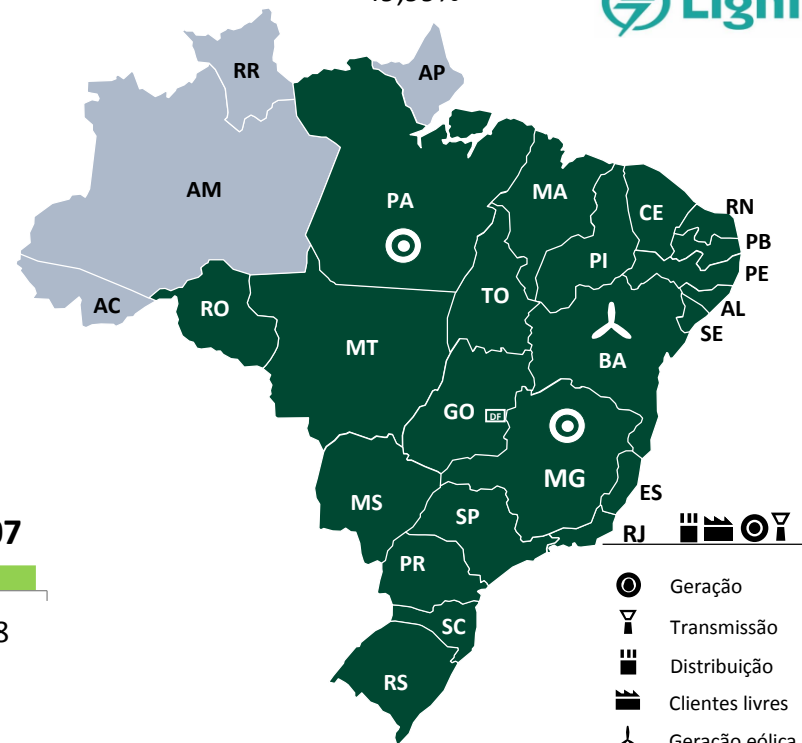 RR
AP
AM
PA
MA
CE
RN
PB
PI
PE
TO
AL
AC
RO
SE
MT
BA
GO
DF
MG
ES
MS
SP
RJ
PR
Geração
Transmissão
SC
Distribuição
RS
Clientes livres
Geração eólica